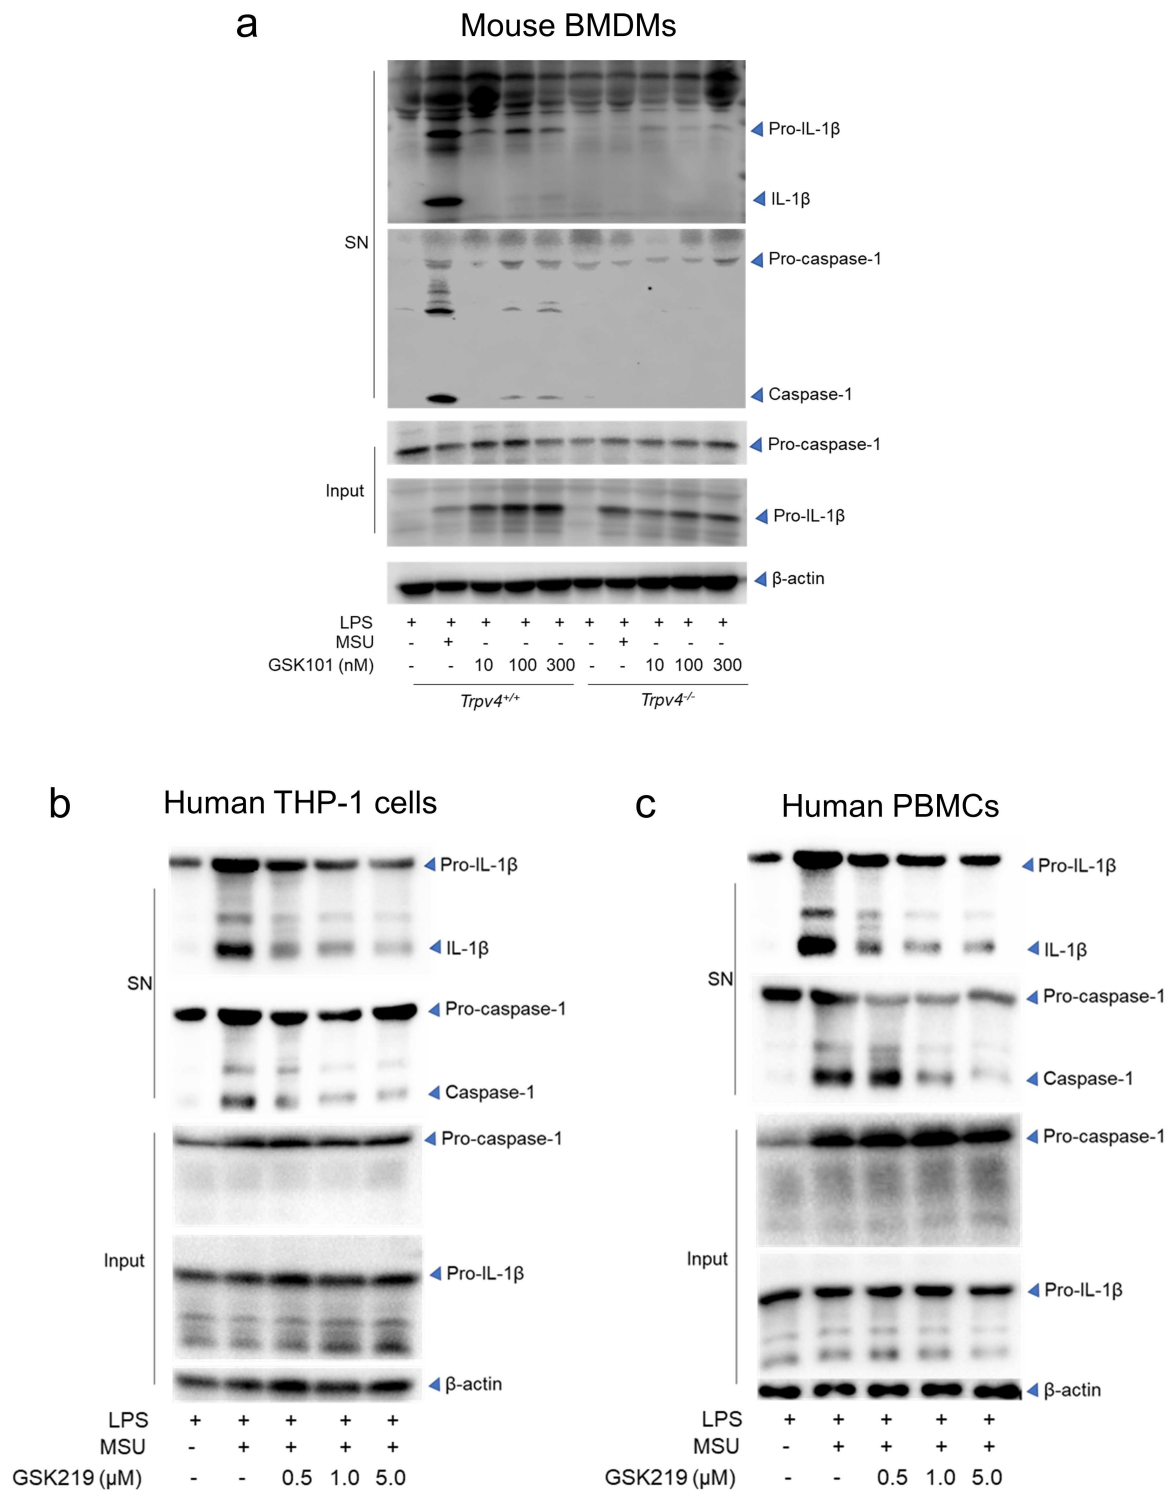 a
Mouse BMDMs
Pro-IL-1β
IL-1β
SN
Pro-caspase-1
Caspase-1
Pro-caspase-1
Input
Pro-IL-1β
β-actin
LPS + + + + + + + + + +
MSU - + - - - - + - - -
GSK101 (nM) - - 10 100 300 - - 10 100 300
Trpv4+/+ Trpv4-/-
b
Human THP-1 cells
Pro-IL-1β
IL-1β
SN
Pro-caspase-1
Caspase-1
Pro-caspase-1
Input
Pro-IL-1β
β-actin
LPS + + + + +
MSU - + + + +
GSK219 (μM) - - 0.5 1.0 5.0
c
Human PBMCs
Pro-IL-1β
IL-1β
SN
Pro-caspase-1
Caspase-1
Pro-caspase-1
Input
Pro-IL-1β
β-actin
LPS + + + + +
MSU - + + + +
GSK219 (μM) - - 0.5 1.0 5.0